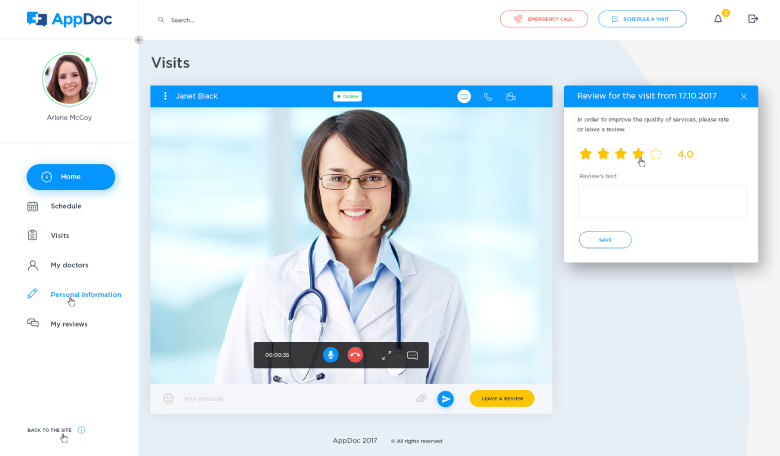 AppDoc
Search...
EMERGENCY CALL
SCHEDULE A VISIT
2
Arlene McCoy
Home
Schedule
Visits
My doctors
Personal information
My reviews
BACK TO THE SITE
Visits
Janet Black
Online
00:00:35
Your message...
LEAVE A REVIEW
Review for the visit from 17.10.2017
In order to improve the quality of services, please rate
or leave a review.
4.0
Review's text:
SAVE
AppDoc 2017
© All rights reserved